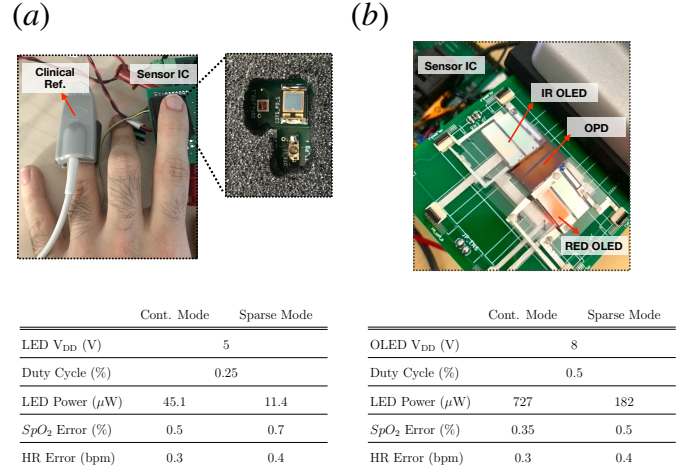 (a)
(b)
Clinical
Ref.
Sensor IC
Sensor IC
IR OLED
OPD
RED OLED
Cont. Mode Sparse Mode
LED V_DD (V) 5
Duty Cycle (%) 0.25
LED Power (μW) 45.1 11.4
SpO₂ Error (%) 0.5 0.7
HR Error (bpm) 0.3 0.4
Cont. Mode Sparse Mode
OLED V_DD (V) 8
Duty Cycle (%) 0.5
LED Power (μW) 727 182
SpO₂ Error (%) 0.35 0.5
HR Error (bpm) 0.3 0.4